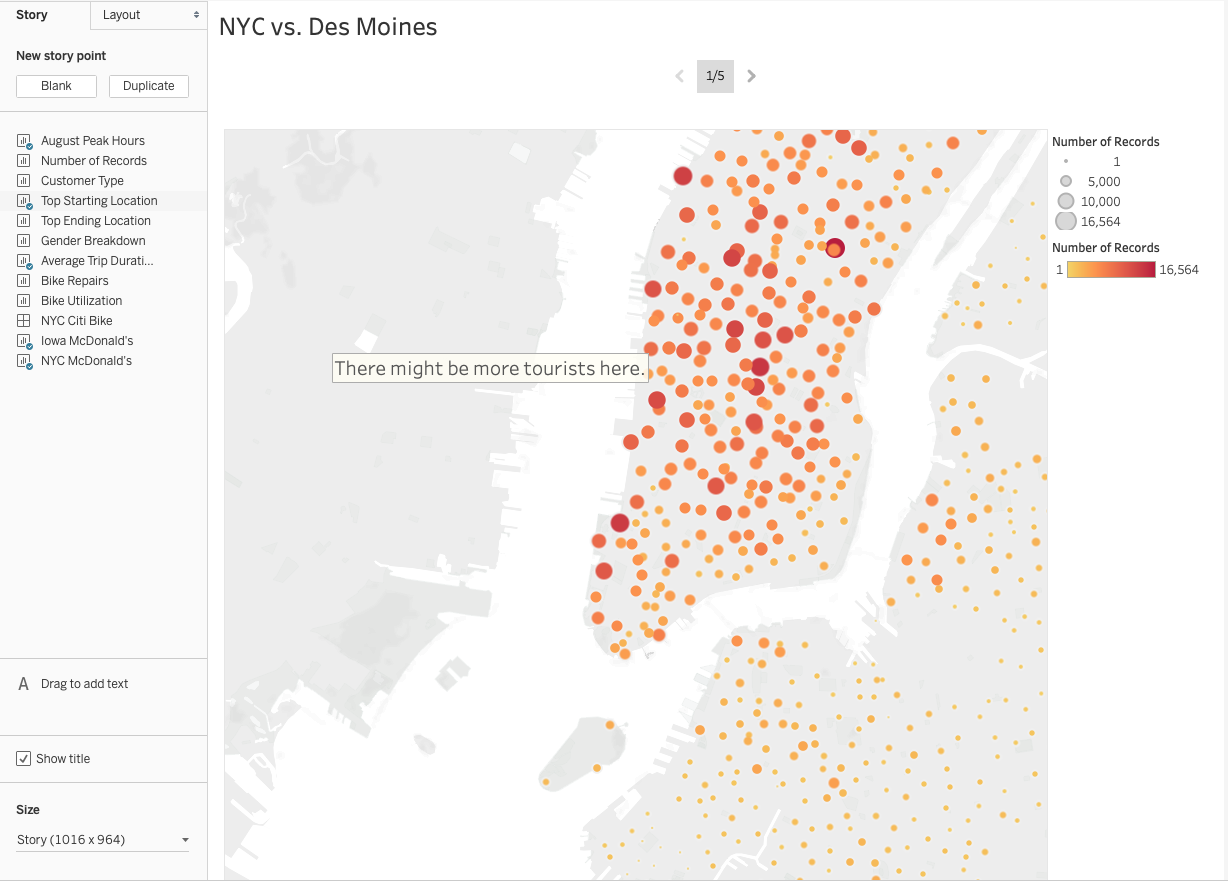 Story
Layout
NYC vs. Des Moines
New story point
Blank
Duplicate
1/5
August Peak Hours
Number of Records
Customer Type
Top Starting Location
Top Ending Location
Gender Breakdown
Average Trip Durati...
Bike Repairs
Bike Utilization
NYC Citi Bike
Iowa McDonald's
NYC McDonald's
There might be more tourists here.
Number of Records
1
5,000
10,000
16,564
Number of Records
1 16,564
A Drag to add text
Show title
Size
Story (1016 x 964)